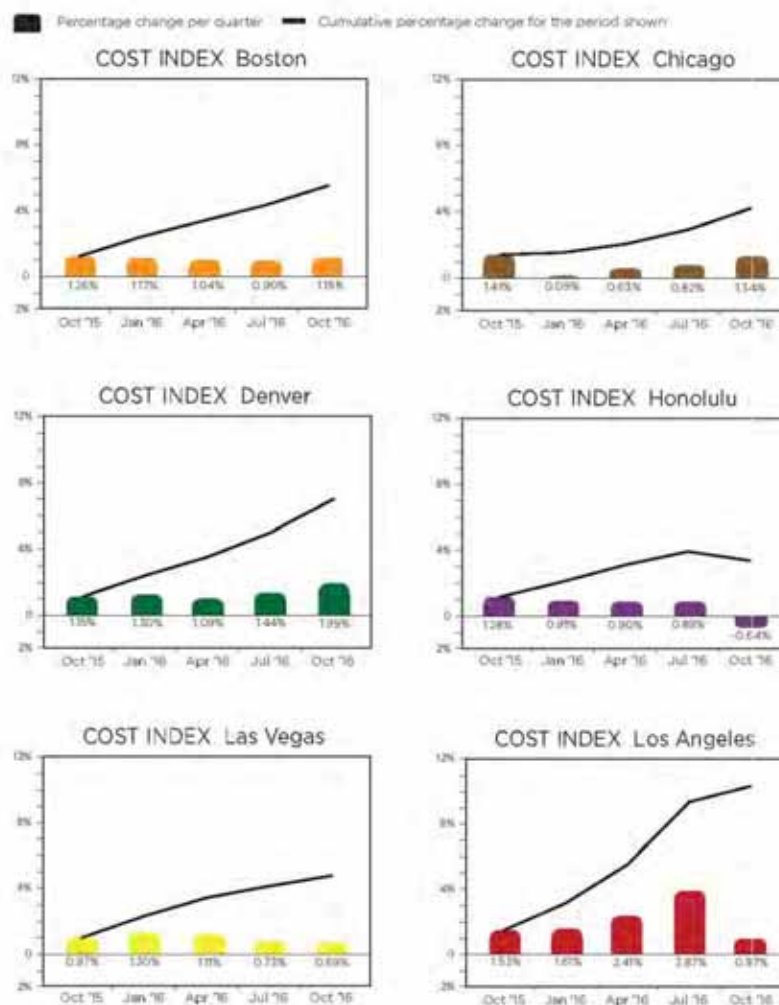 Percentage change per quarter
Cumulative percentage change for the period shown
COST INDEX Boston
12%
8%
4%
0
2%
1.26% 1.17% 1.04% 0.90% 1.15%
Oct '15 Jan '16 Apr '16 Jul '16 Oct '16
COST INDEX Chicago
12%
8%
4%
0
2%
1.41% 0.09% 0.63% 0.82%
Oct '15 Jan '16 Apr '16 Jul '16 Oct '16
COST INDEX Denver
12%
8%
4%
0
2%
1.15% 1.30% 1.09% 1.44% 1.95%
Oct '15 Jan '16 Apr '16 Jul '16 Oct '16
COST INDEX Honolulu
12%
8%
4%
0
2%
0.91% 0.90% 0.89% -0.64%
Oct '15 Jan '16 Apr '16 Jul '16 Oct '16
COST INDEX Las Vegas
12%
8%
4%
0
2%
0.97% 1.30% 1.11% 0.73% 0.69%
Oct '15 Jan '16 Apr '16 Jul '16 Oct '16
COST INDEX Los Angeles
12%
8%
4%
0
2%
1.53% 1.61% 2.41% 0.97%
Oct '15 Jan '16 Apr '16 Jul '16 Oct '16